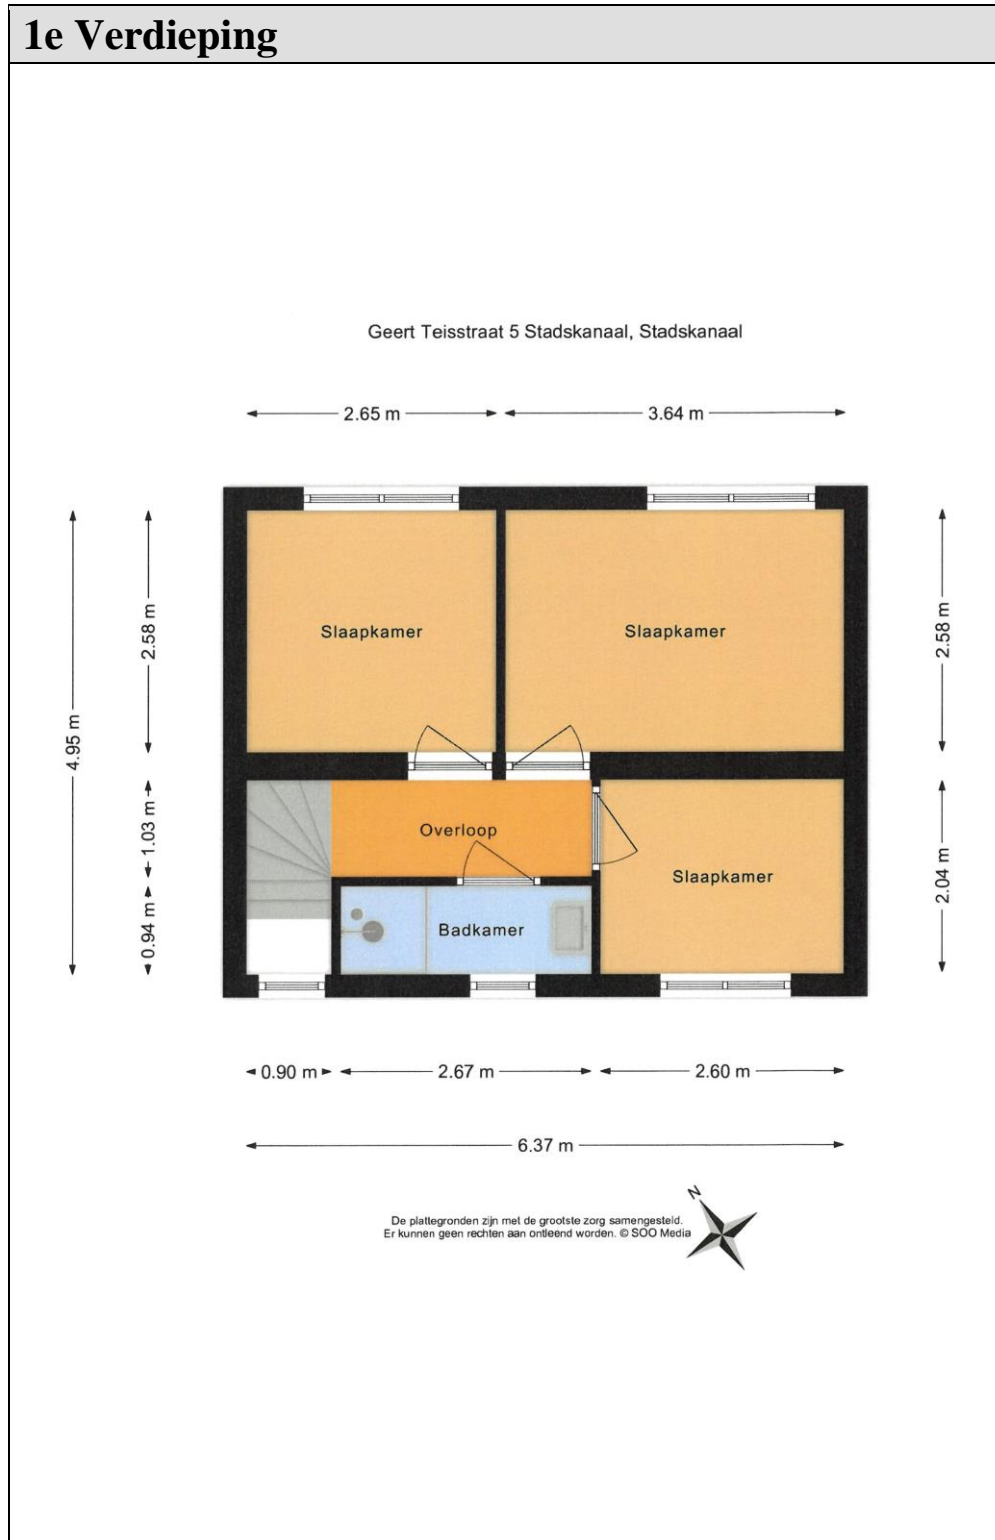 1e Verdieping
Geert Teisstraat 5 Stadskanaal, Stadskanaal
2.65 m
3.64 m
4.95 m
2.58 m
2.58 m
Slaapkamer
Slaapkamer
1.03 m
Overloop
Slaapkamer
2.04 m
0.94 m
Badkamer
0.90 m
2.67 m
2.60 m
6.37 m
N
De plattegronden zijn met de grootste zorg samengesteld.
Er kunnen geen rechten aan ontleend worden. © SOO Media